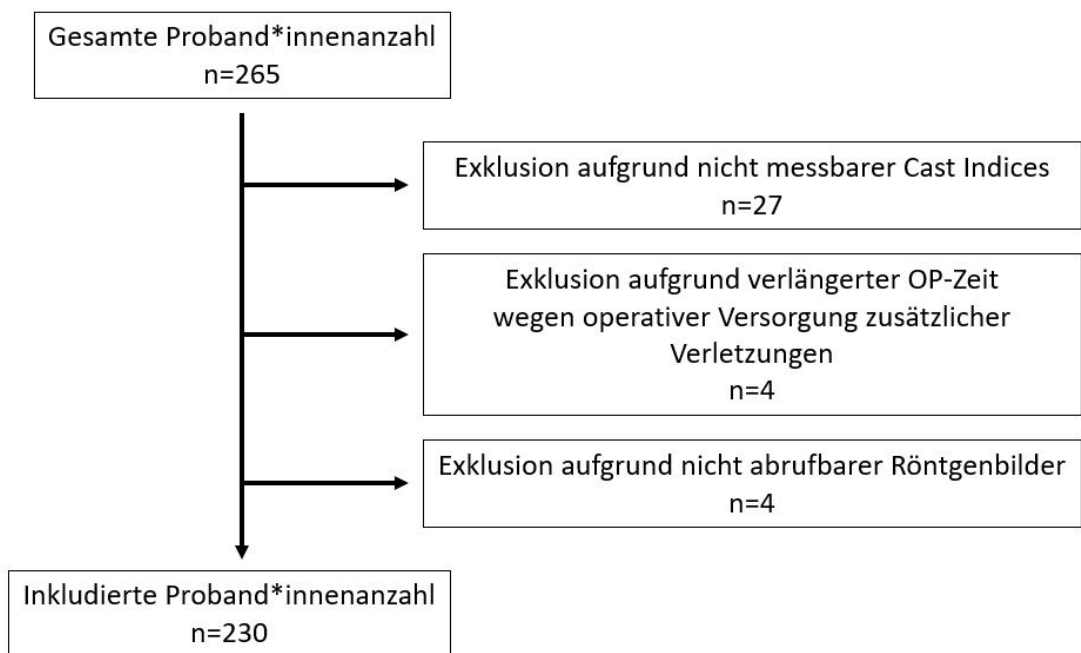 Gesamte Proband*innenanzahl
n=265
Exklusion aufgrund nicht messbarer Cast Indices
n=27
Exklusion aufgrund verlängerter OP-Zeit
wegen operativer Versorgung zusätzlicher
Verletzungen
n=4
Exklusion aufgrund nicht abrufbarer Röntgenbilder
n=4
Inkludierte Proband*innenanzahl
n=230